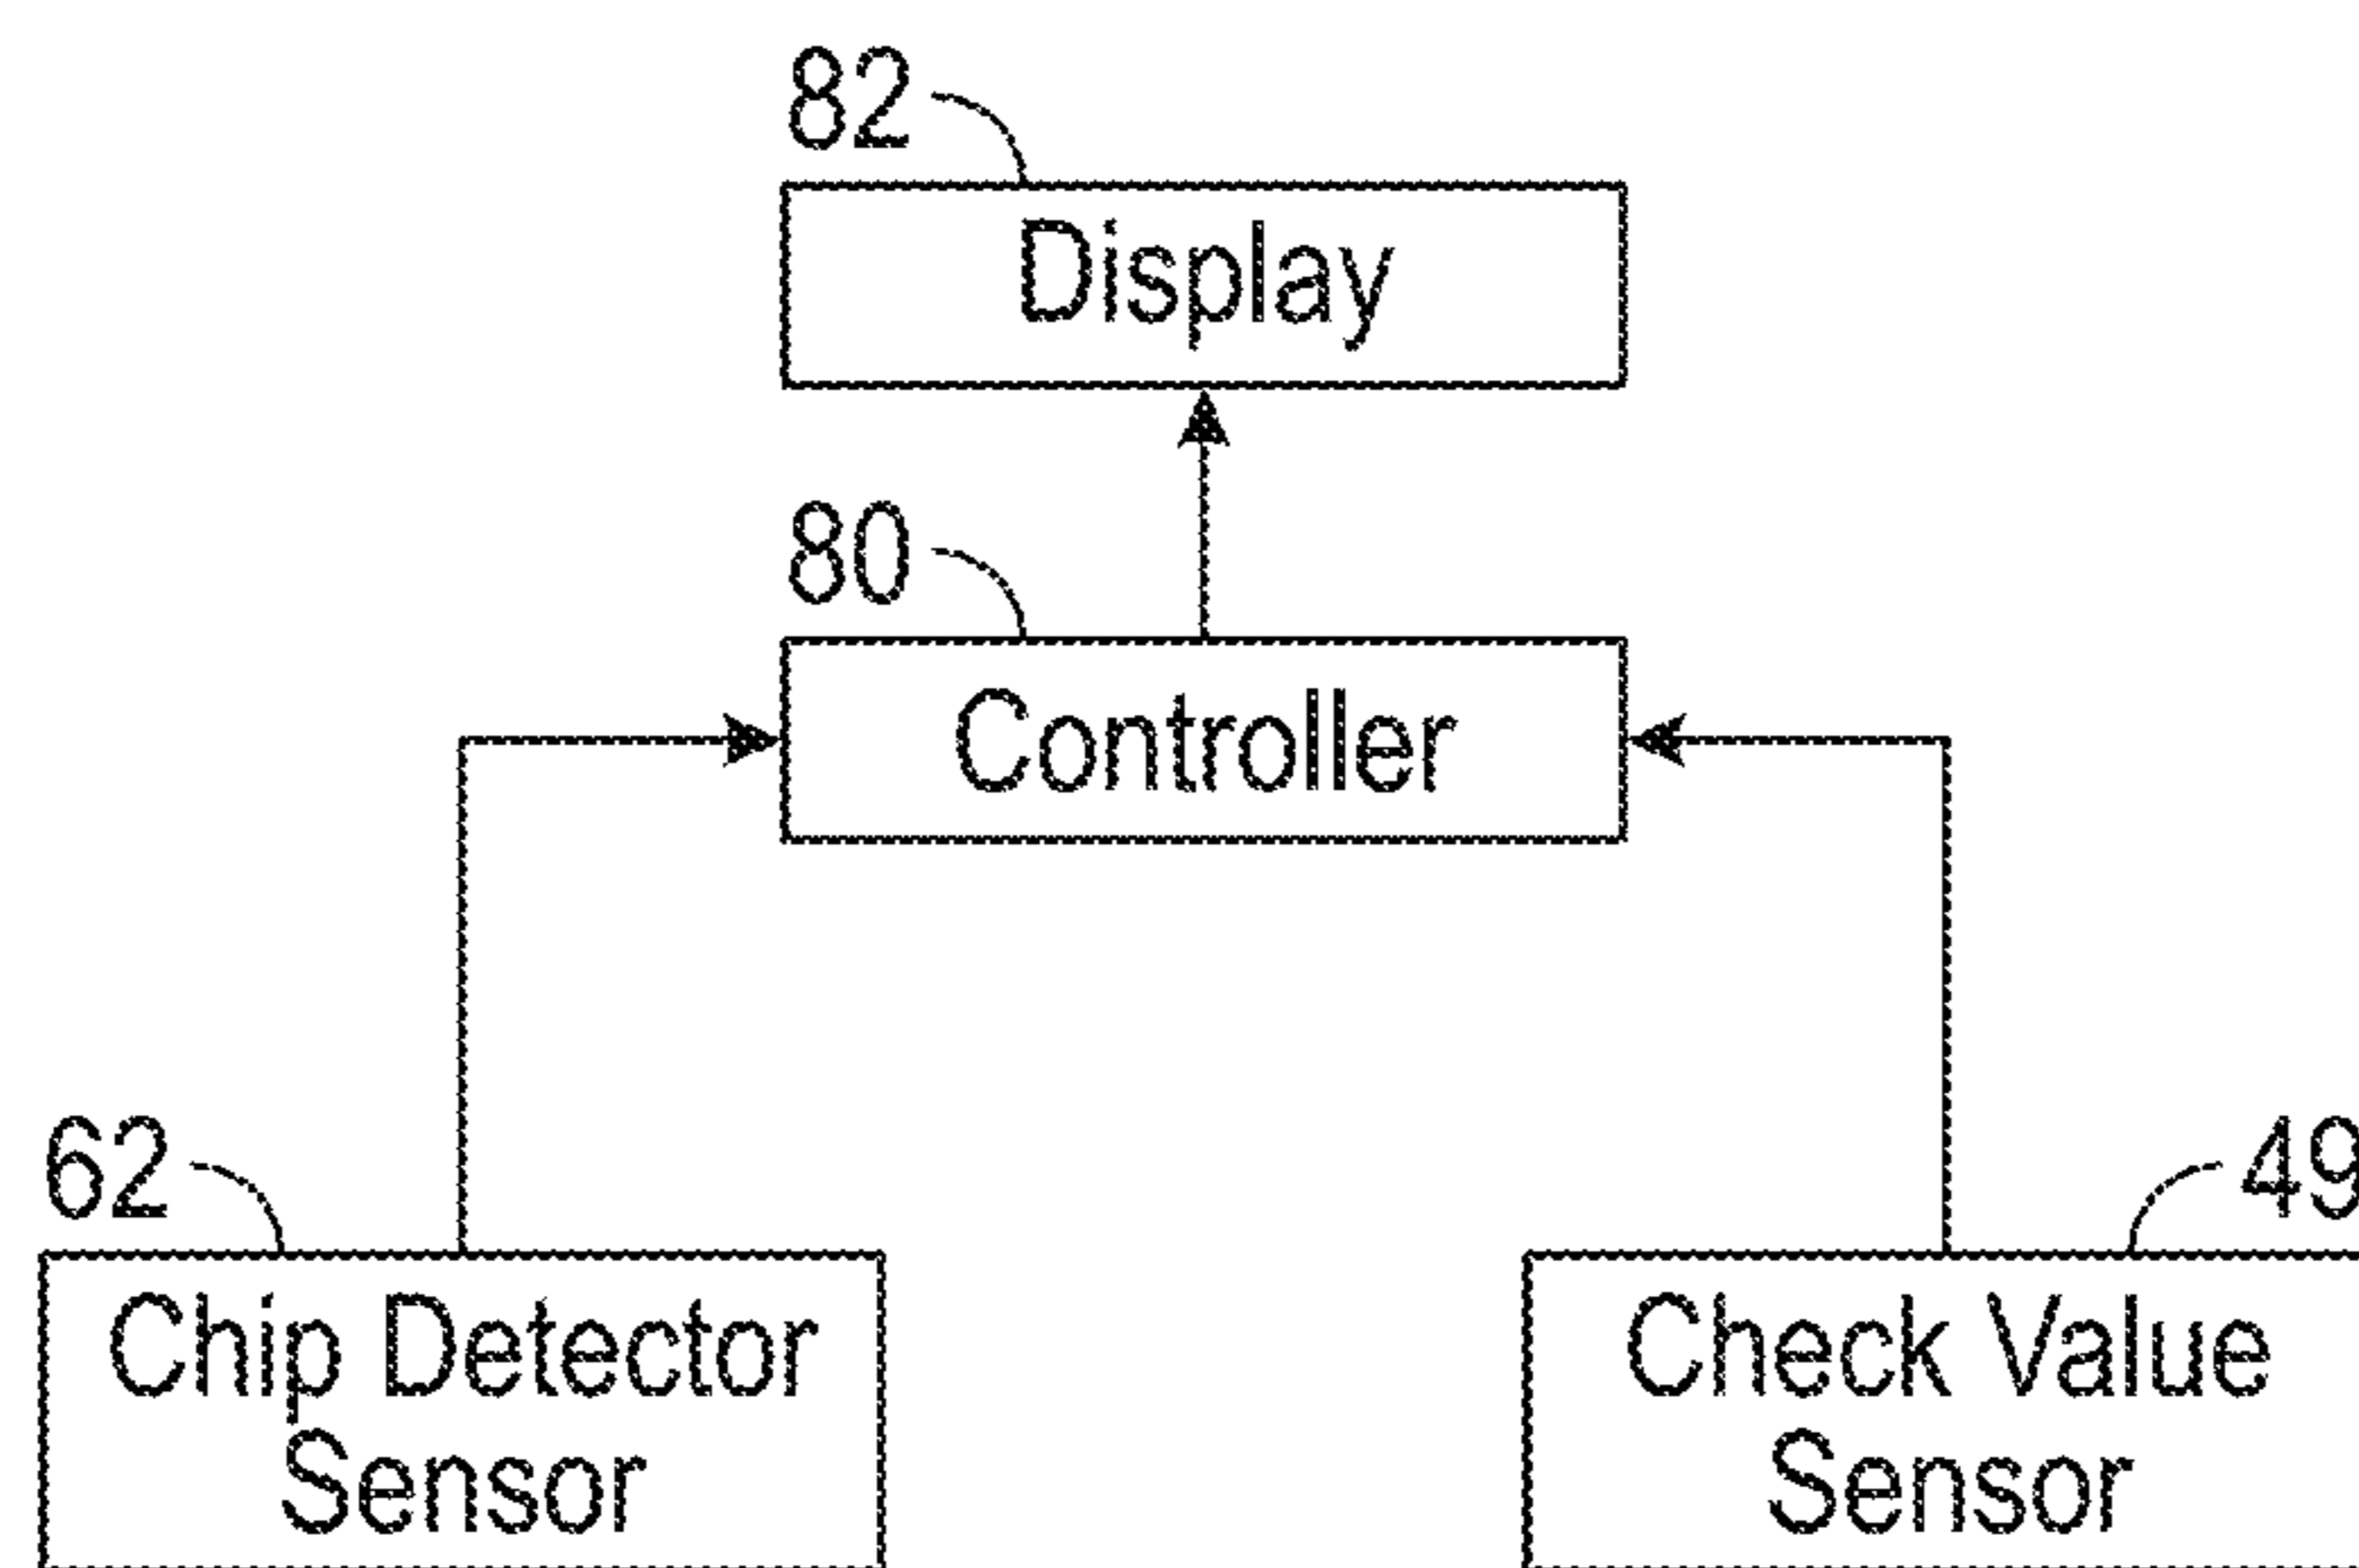 82
Display
80
Controller
62
49
Chip Detector
Sensor
Check Value
Sensor